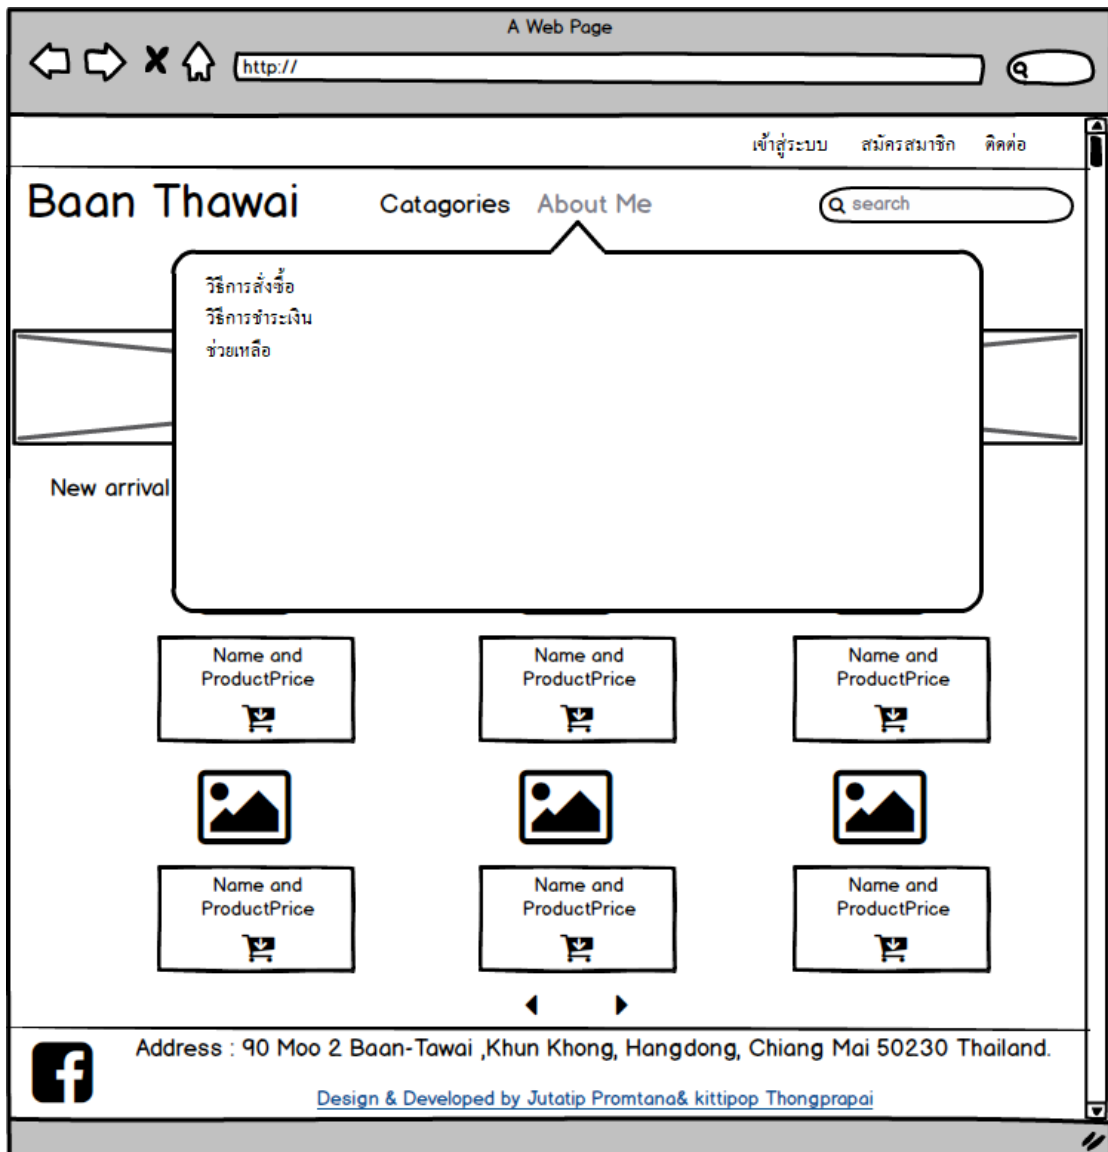 A Web Page
http://
เข้าสู่ระบบ สมัครสมาชิก ติดต่อ
Baan Thawai Catagories About Me search
วิธีการสั่งซื้อ
วิธีการชำระเงิน
ช่วยเหลือ
New arrival
Name and Name and Name and
ProductPrice ProductPrice ProductPrice
Name and Name and Name and
ProductPrice ProductPrice ProductPrice
Address : 90 Moo 2 Baan-Tawai ,Khun Khong, Hangdong, Chiang Mai 50230 Thailand.
Design & Developed by Jutatip Promtana& kittipop Thongprapai